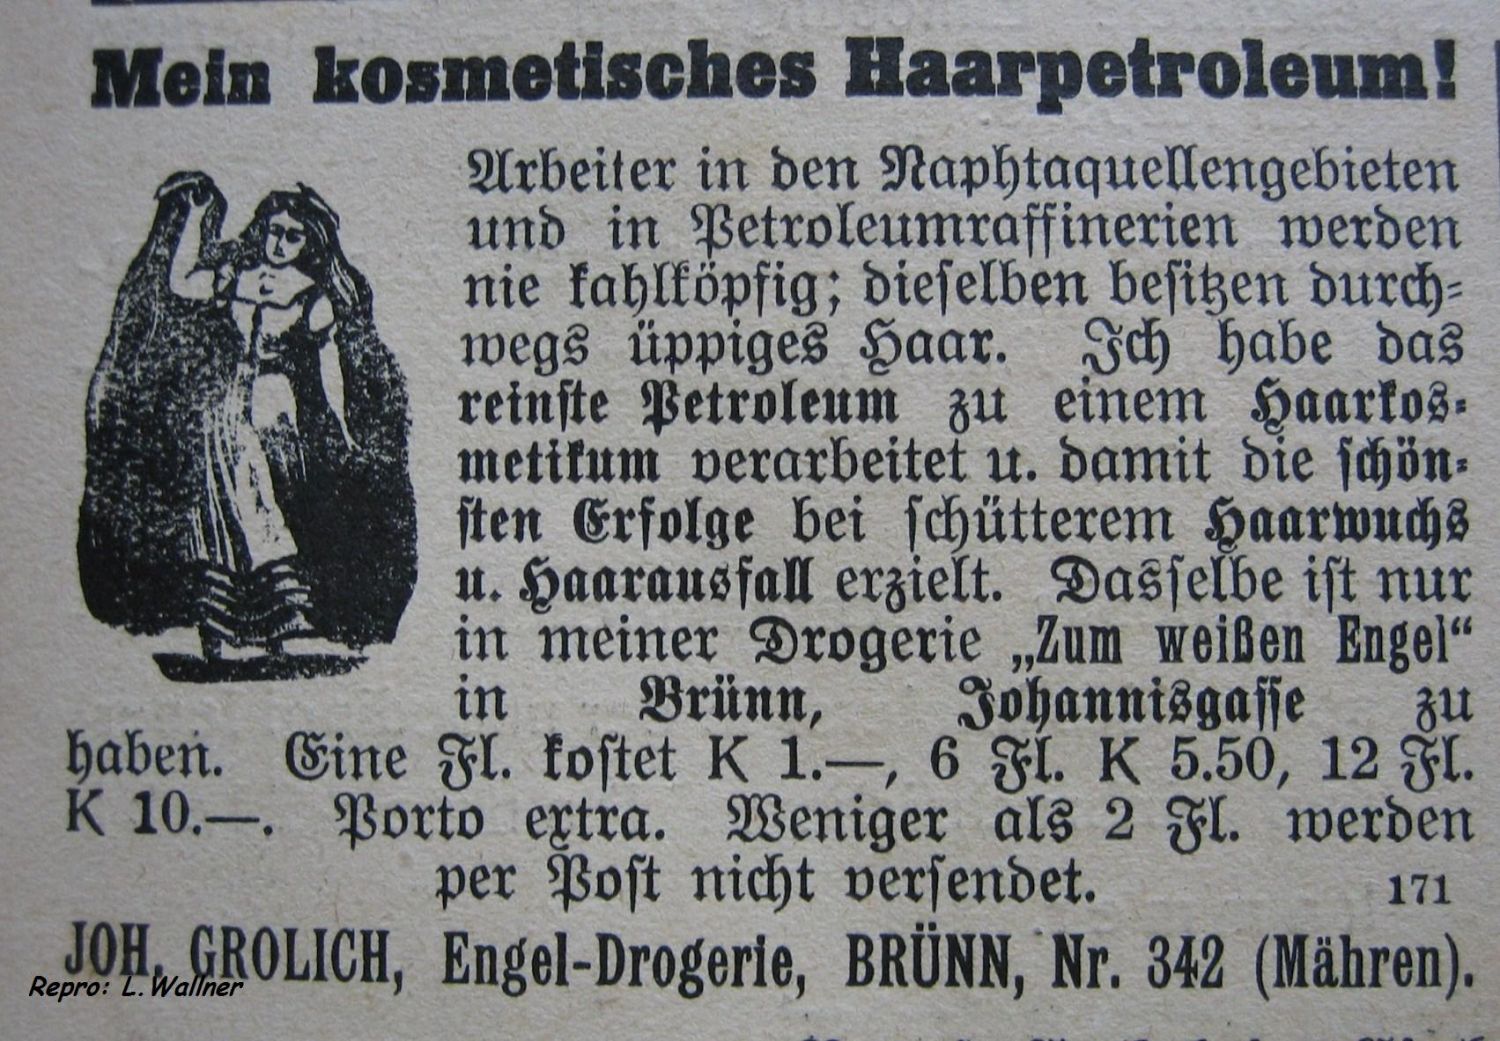 Mein kosmetisches Haarpetroleum!
Arbeiter in den Naphtaquellengebieten
und in Petroleumraffinerien werden
nie kahlköpfig; dieselben besitzen durch-
wegs üppiges Haar. Ich habe das
reinste Petroleum zu einem Haarkos-
metikum verarbeitet u. damit die schön-
sten Erfolge bei schütterem Haarwuchs
u. Haarausfall erzielt. Dasselbe ist nur
in meiner Drogerie „Zum weißen Engel“
in Brünn, Johannisgasse zu
haben. Eine Fl. kostet K 1.—, 6 Fl. K 5.50, 12 Fl.
K 10.—. Porto extra. Weniger als 2 Fl. werden
per Post nicht versendet. 171
JOH. GROLICH, Engel-Drogerie, BRÜNN, Nr. 342 (Mähren).
Repro: L. Wallner